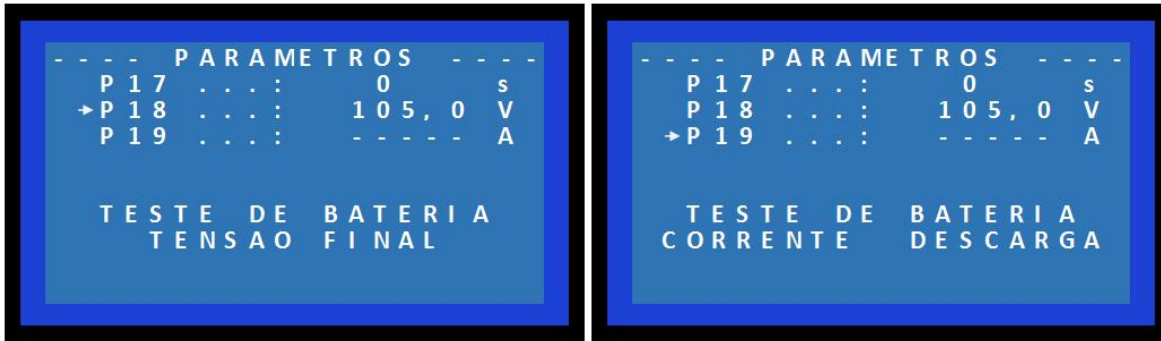 ---- PARAMETROS ----
P17 ...: 0 s
→P18 ...: 105,0 V
P19 ...: ----- A
TESTE DE BATERIA
TENSAO FINAL
---- PARAMETROS ----
P17 ...: 0 s
P18 ...: 105,0 V
→P19 ...: ----- A
TESTE DE BATERIA
CORRENTE DESCARGA